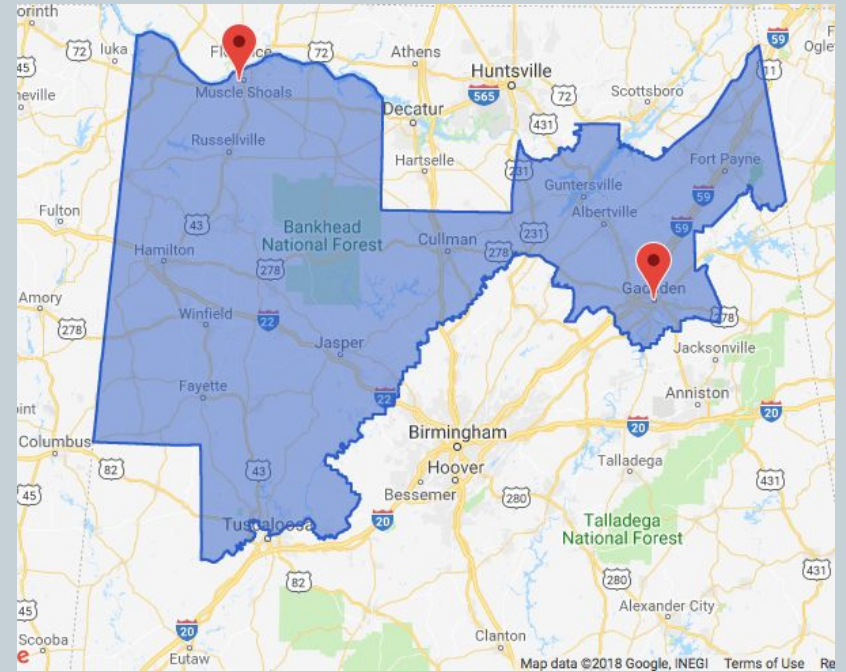 orinth
72
Iuka
Athens
72
59
Ogle
45
Huntsville
11
neville
Muscle Shoals
565
72
Scottsboro
Decatur
431
Russellville
Hartselle
231
Fort Payne
Guntersville
59
Fulton
43
Bankhead
National Forest
Albertville
231
59
Hamilton
Cullman
278
278
Amory
278
Winfield
22
278
Jasper
Jacksonville
Fayette
22
Anniston
20
20
Columbus
Birmingham
82
43
Hoover
Talladega
45
Bessemer
280
431
Tuscaloosa
20
Talladega
National Forest
82
280
431
45
Alexander City
20
Clanton
Scooba
Eutaw
e
Map data ©2018 Google, INEGI Terms of Use Re